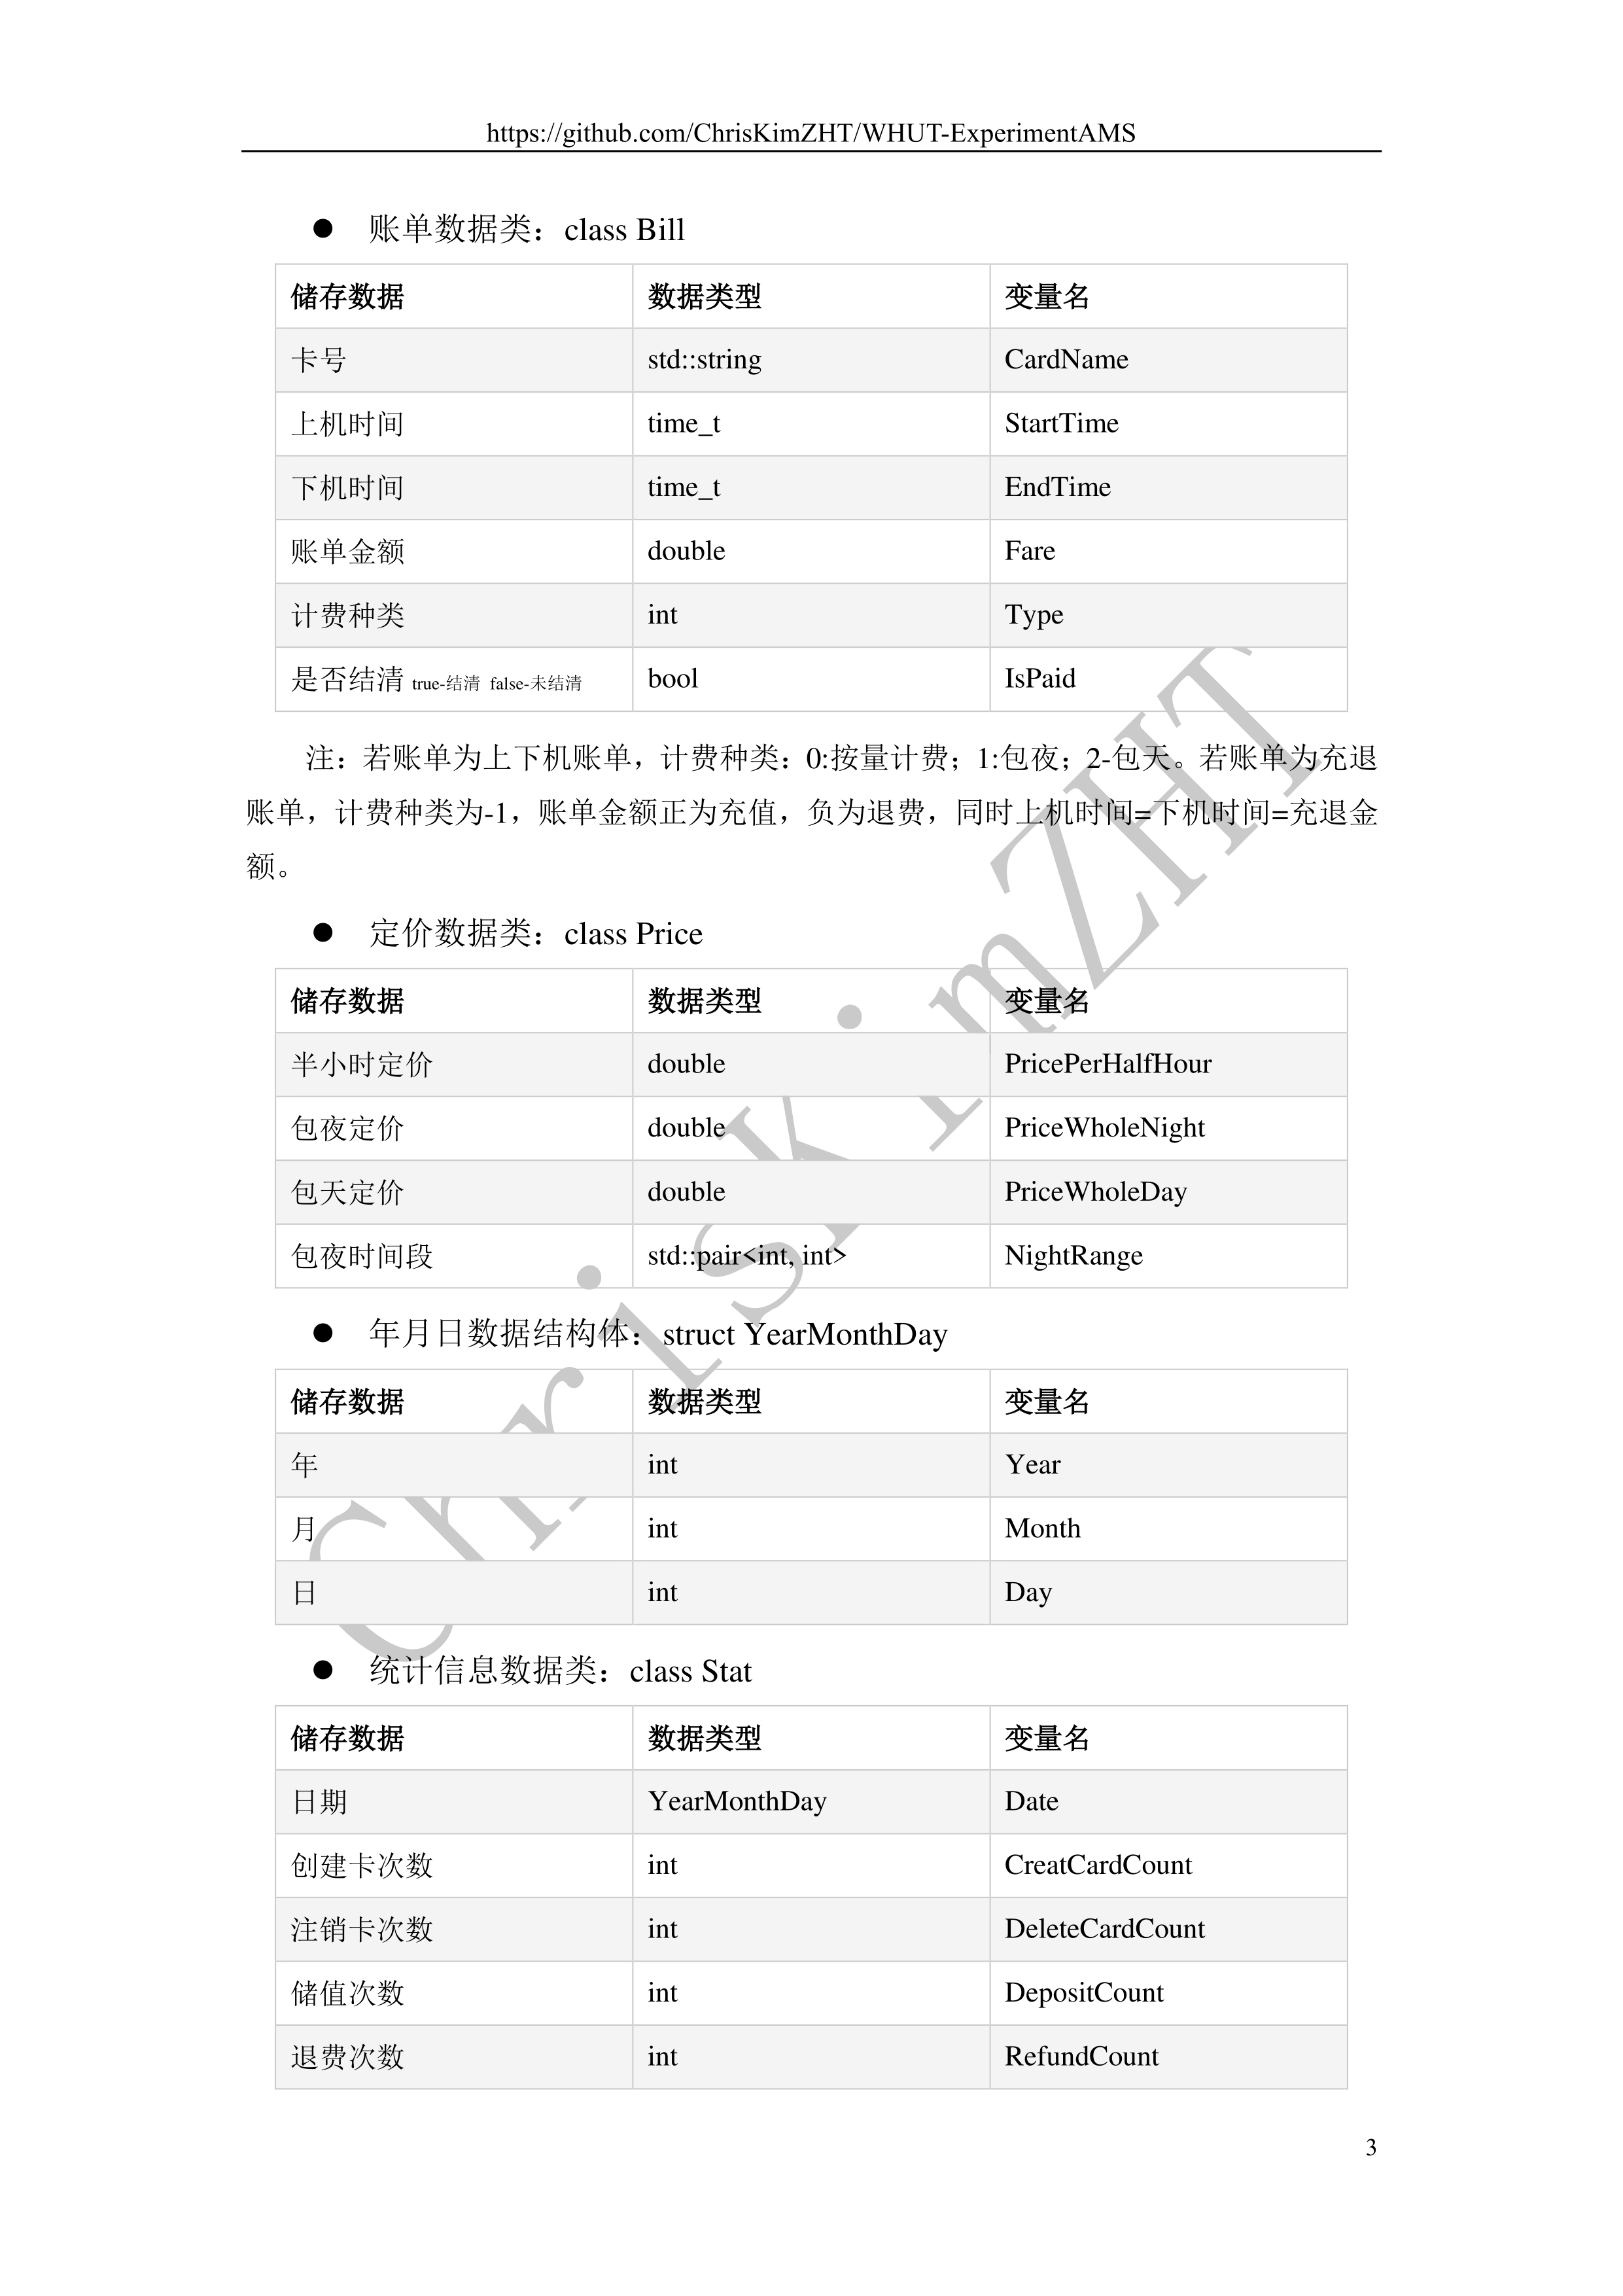 https://github.com/ChrisKimZHT/WHUT-ExperimentAMS
● 账单数据类：class Bill
储存数据 数据类型 变量名
卡号 std::string CardName
上机时间 time_t StartTime
下机时间 time_t EndTime
账单金额 double Fare
计费种类 int Type
是否结清 true-结清 false-未结清 bool IsPaid
注：若账单为上下机账单，计费种类：0:按量计费；1:包夜；2-包天。若账单为充退
账单，计费种类为-1，账单金额正为充值，负为退费，同时上机时间=下机时间=充退金
额。
● 定价数据类：class Price
储存数据 数据类型 变量名
半小时定价 double PricePerHalfHour
包夜定价 double PriceWholeNight
包天定价 double PriceWholeDay
包夜时间段 std::pair<int, int> NightRange
● 年月日数据结构体：struct YearMonthDay
储存数据 数据类型 变量名
年 int Year
月 int Month
日 int Day
● 统计信息数据类：class Stat
储存数据 数据类型 变量名
日期 YearMonthDay Date
创建卡次数 int CreatCardCount
注销卡次数 int DeleteCardCount
储值次数 int DepositCount
退费次数 int RefundCount
3
ChrisKimZHT